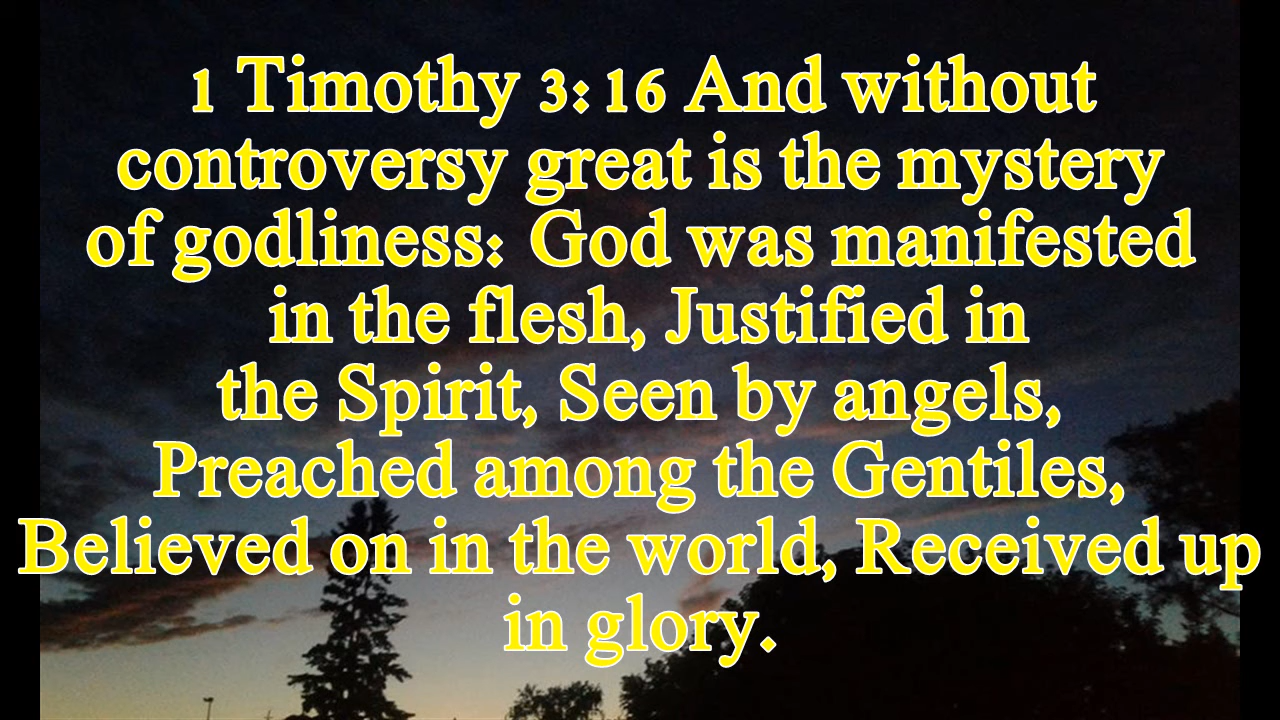 1 Timothy 3:16 And without
controversy great is the mystery
of godliness: God was manifested
in the flesh, Justified in
the Spirit, Seen by angels,
Preached among the Gentiles,
Believed on in the world, Received up
in glory.